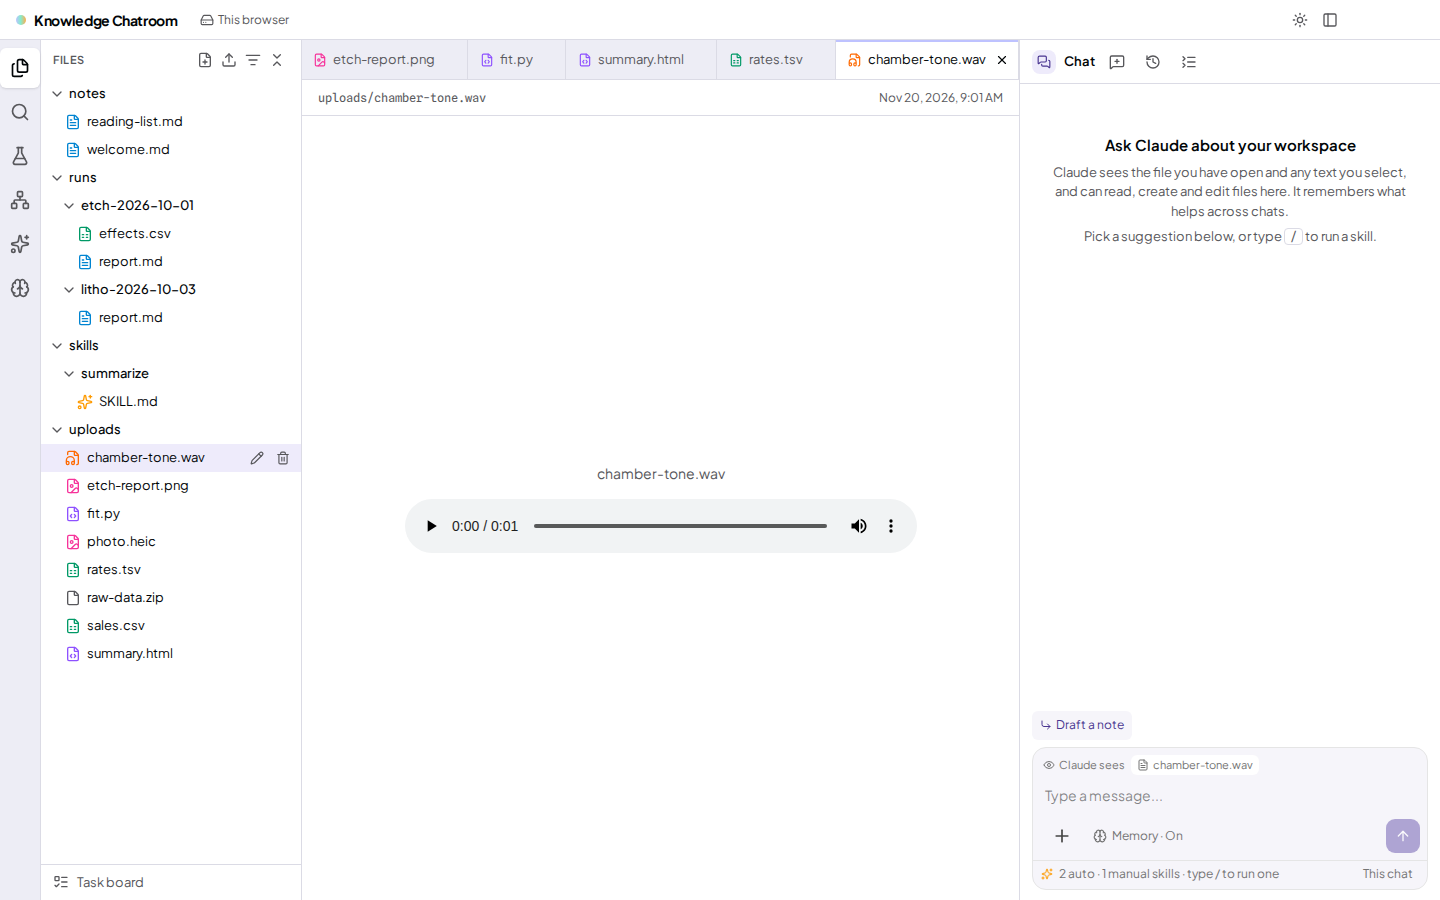 Knowledge Chatroom
This browser
FILES
notes
reading-list.md
welcome.md
runs
etch-2026-10-01
effects.csv
report.md
litho-2026-10-03
report.md
skills
summarize
SKILL.md
uploads
chamber-tone.wav
etch-report.png
fit.py
photo.heic
rates.tsv
raw-data.zip
sales.csv
summary.html
Task board
etch-report.png
fit.py
summary.html
rates.tsv
chamber-tone.wav
uploads/chamber-tone.wav
Nov 20, 2026, 9:01 AM
chamber-tone.wav
0:00 / 0:01
Chat
Ask Claude about your workspace
Claude sees the file you have open and any text you select,
and can read, create and edit files here. It remembers what
helps across chats.
Pick a suggestion below, or type / to run a skill.
Draft a note
Claude sees
chamber-tone.wav
Type a message...
Memory · On
2 auto · 1 manual skills · type / to run one
This chat